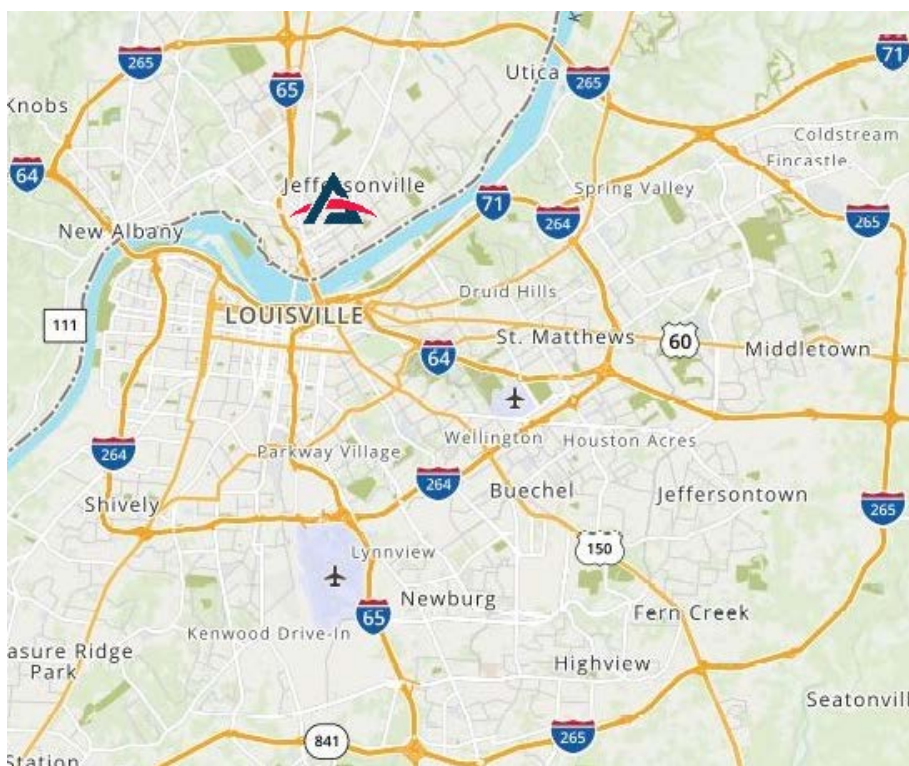 71
265
65
Utica
265
Knobs
Coldstream
Fincastle
64
Jeffersonville
71
Spring Valley
264
265
New Albany
Druid Hills
LOUISVILLE
111
St. Matthews
60
64
Middletown
Wellington
Houston Acres
264
Parkway Village
264
Buechel
Jeffersontown
Shively
265
150
Lynnview
Newburg
65
Fern Creek
Kenwood Drive-In
asure Ridge
Park
Highview
Seatonvill
841
265
Station